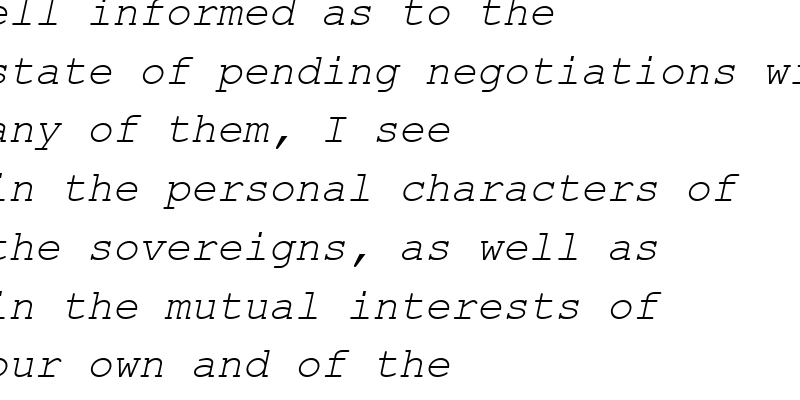 ell informed as to the
state of pending negotiations wi
any of them, I see
in the personal characters of
the sovereigns, as well as
in the mutual interests of
our own and of the